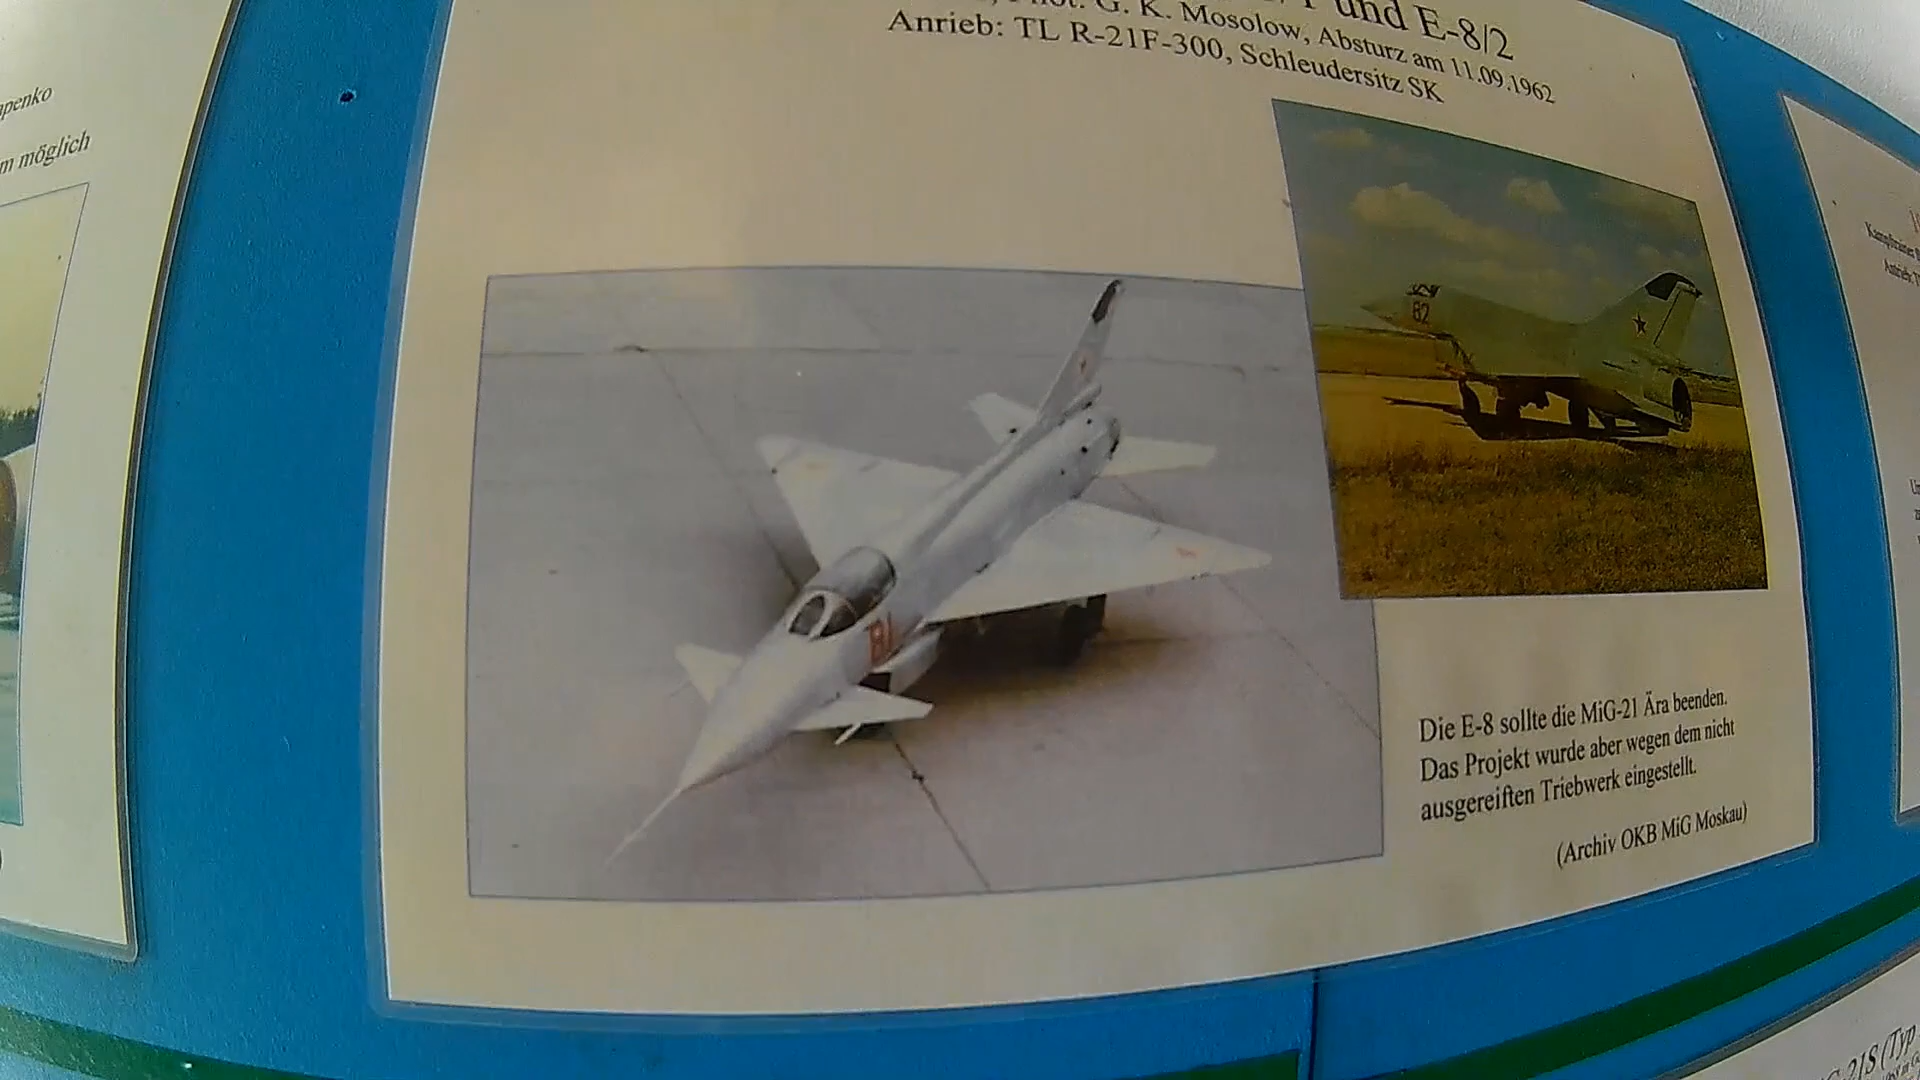 und E-8/2
G. K. Mosolow, Absturz am 11.09.1962
Anrieb: TL R-21F-300, Schleudersitz SK
m möglich
82
81
Die E-8 sollte die MiG-21 Ära beenden.
Das Projekt wurde aber wegen dem nicht
ausgereiften Triebwerk eingestellt.
(Archiv OKB MiG Moskau)